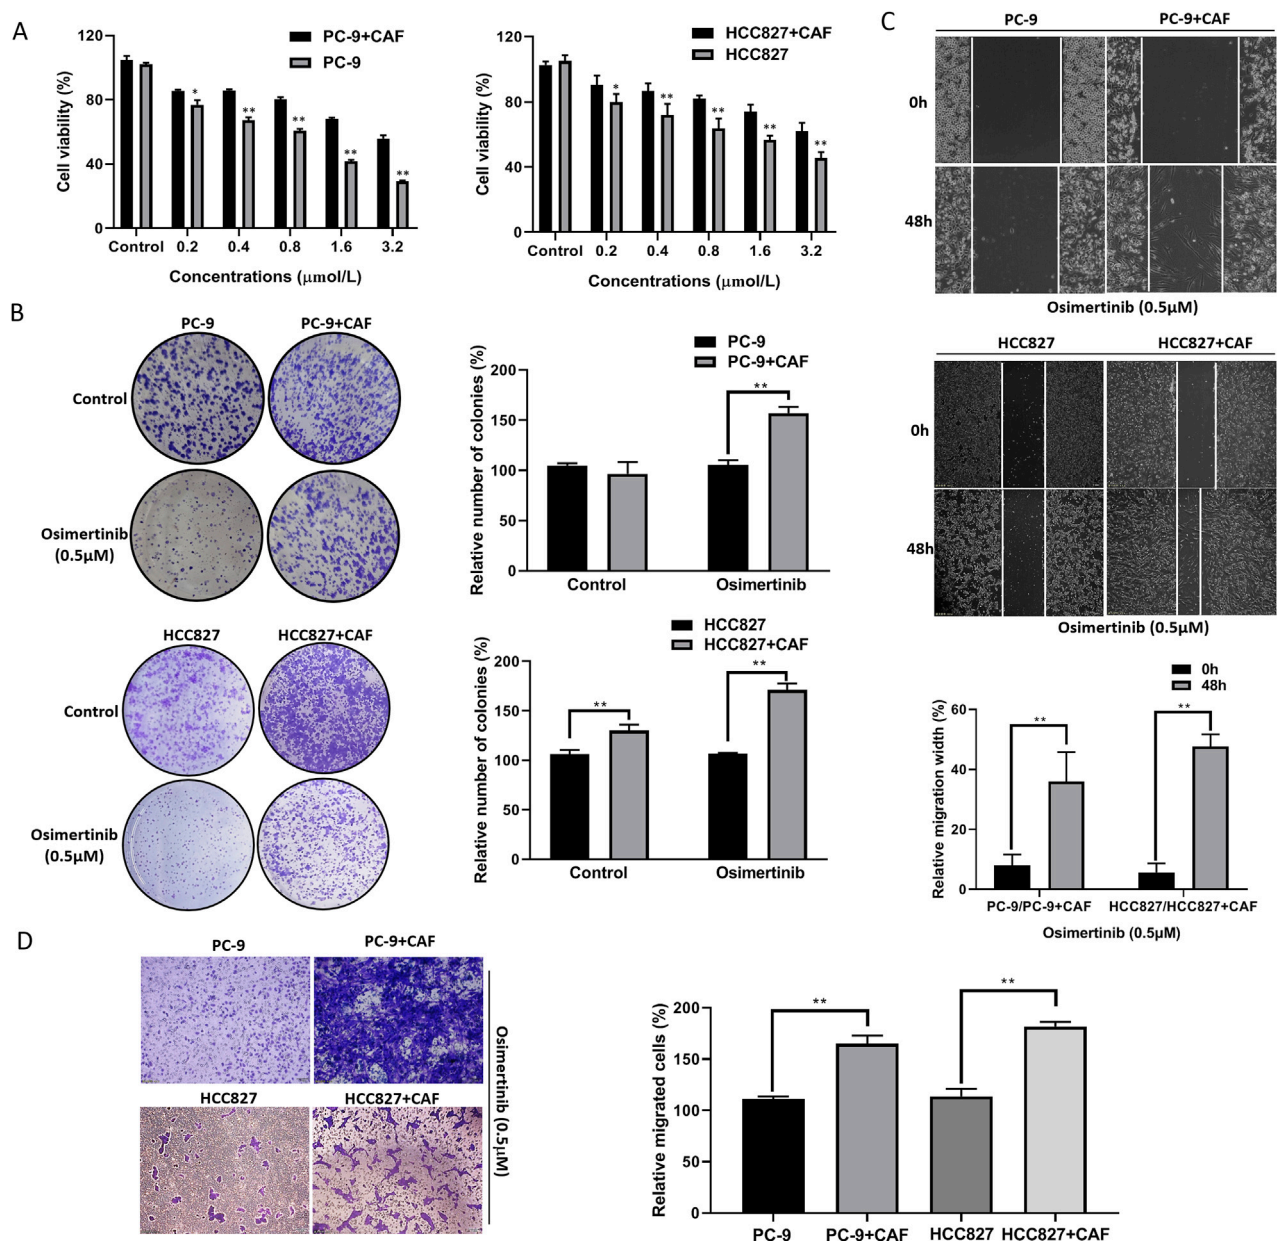 A
120
80
40
0
Cell viability (%)
PC-9+CAF
PC-9
*
**
**
**
**
Control 0.2 0.4 0.8 1.6 3.2
Concentrations (μmol/L)
120
80
40
0
Cell viability (%)
HCC827+CAF
HCC827
*
**
**
**
**
Control 0.2 0.4 0.8 1.6 3.2
Concentrations (μmol/L)
B
PC-9 PC-9+CAF
Control
Osimertinib
(0.5μM)
HCC827 HCC827+CAF
Control
Osimertinib
(0.5μM)
PC-9
PC-9+CAF
200
150
100
50
0
Relative number of colonies (%)
**
Control Osimertinib
HCC827
HCC827+CAF
200
150
100
50
0
Relative number of colonies (%)
**
**
Control Osimertinib
C
PC-9 PC-9+CAF
0h
48h
Osimertinib (0.5μM)
HCC827 HCC827+CAF
0h
48h
Osimertinib (0.5μM)
0h
48h
60
40
20
0
Relative migration width (%)
**
**
PC-9/PC-9+CAF HCC827/HCC827+CAF
Osimertinib (0.5μM)
D
PC-9 PC-9+CAF
HCC827 HCC827+CAF
Osimertinib (0.5μM)
200
150
100
50
0
Relative migrated cells (%)
**
**
PC-9 PC-9+CAF HCC827 HCC827+CAF